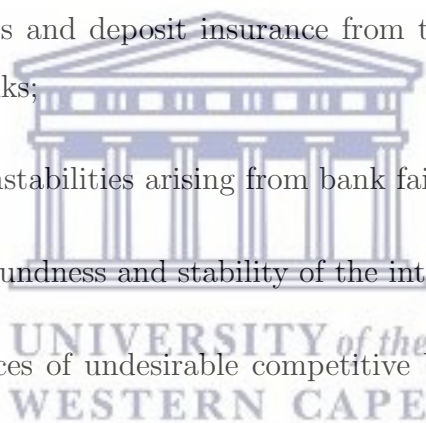 s and deposit insurance from t
ks;
nstabilities arising from bank fai
undness and stability of the int
UNIVERSITY of the
ces of undesirable competitive
WESTERN CAPE